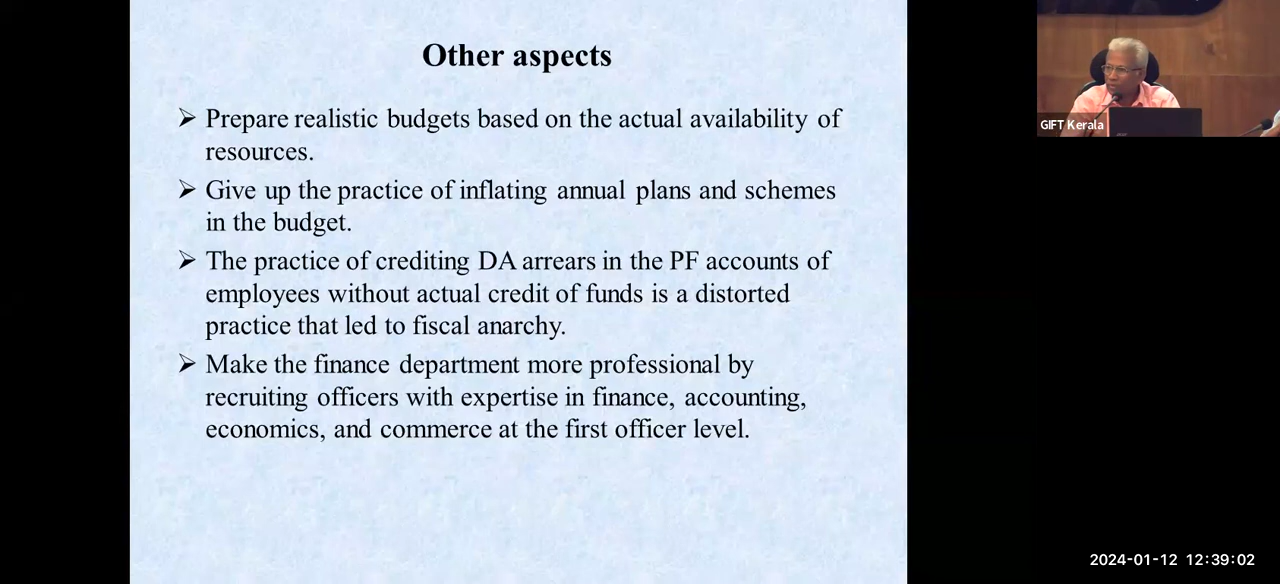 Other aspects
➢ Prepare realistic budgets based on the actual availability of
resources.
➢ Give up the practice of inflating annual plans and schemes
in the budget.
➢ The practice of crediting DA arrears in the PF accounts of
employees without actual credit of funds is a distorted
practice that led to fiscal anarchy.
➢ Make the finance department more professional by
recruiting officers with expertise in finance, accounting,
economics, and commerce at the first officer level.
GIFT Kerala
2024-01-12 12:39:02